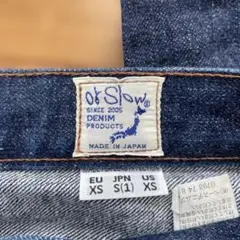 orslow®
SINCE 2005
DENIM
PRODUCTS
MADE IN JAPAN
EU JPN US
XS S(1) XS